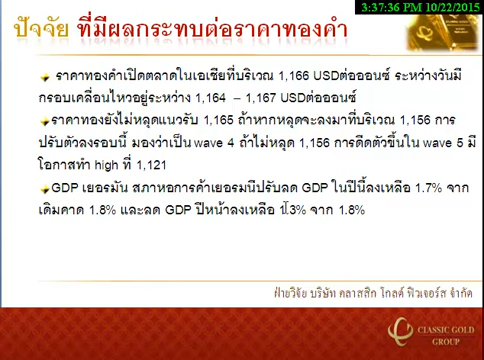 3:37:36 PM 10/22/2015
ปัจจัย ที่มีผลกระทบต่อราคาทองคำ
ราคาทองคำเปิดตลาดในเอเชียที่บริเวณ 1,166 USDต่อออนซ์ ระหว่างวันมี
กรอบเคลื่อนไหวอยู่ระหว่าง 1,164 – 1,167 USDต่อออนซ์
ราคาทองยังไม่หลุดแนวรับ 1,165 ถ้าหากหลุดจะลงมาที่บริเวณ 1,156 การ
ปรับตัวลงรอบนี้ มองว่าเป็น wave 4 ถ้าไม่หลุด 1,156 การดีดตัวขึ้นใน wave 5 มี
โอกาสทำ high ที่ 1,121
GDP เยอรมัน สภาหอการค้าเยอรมนีปรับลด GDP ในปีนี้ลงเหลือ 1.7% จาก
เดิมคาด 1.8% และลด GDP ปีหน้าลงเหลือ 1.3% จาก 1.8%
ฝ่ายวิจัย บริษัท คลาสสิก โกลด์ ฟิวเจอร์ส จำกัด
CLASSIC GOLD
GROUP